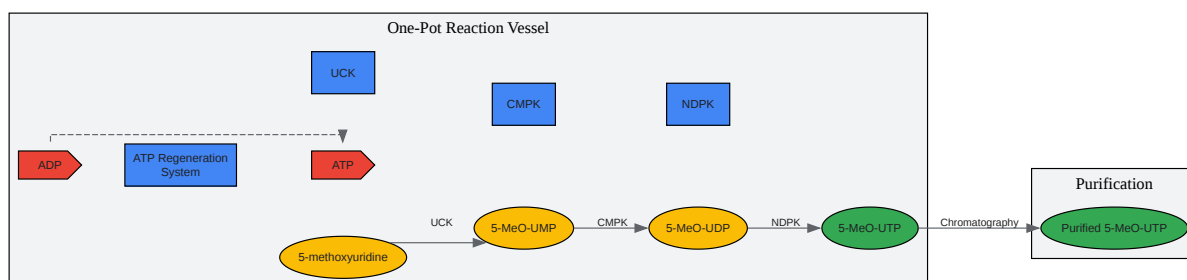 One-Pot Reaction Vessel
UCK
CMPK
NDPK
ADP
ATP Regeneration
System
ATP
Purification
UCK
CMPK
NDPK
Chromatography
5-methoxyuridine
5-MeO-UMP
5-MeO-UDP
5-MeO-UTP
Purified 5-MeO-UTP